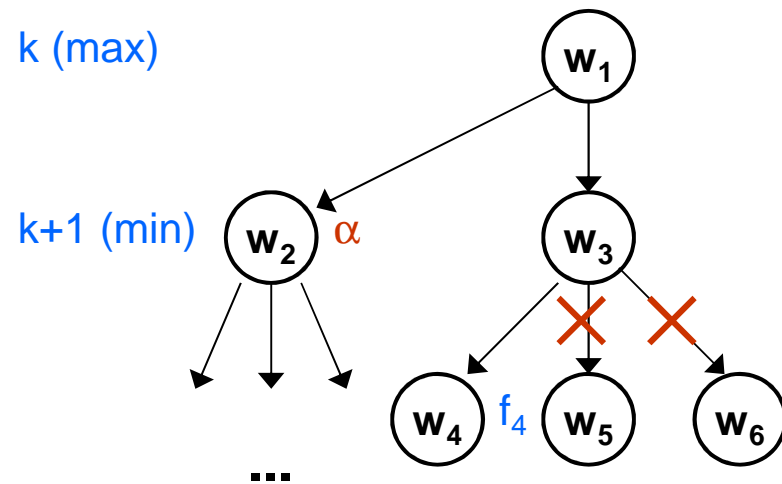 k (max)
w₁
k+1 (min)
w₂
α
w₃
w₄
f₄
w₅
w₆
...